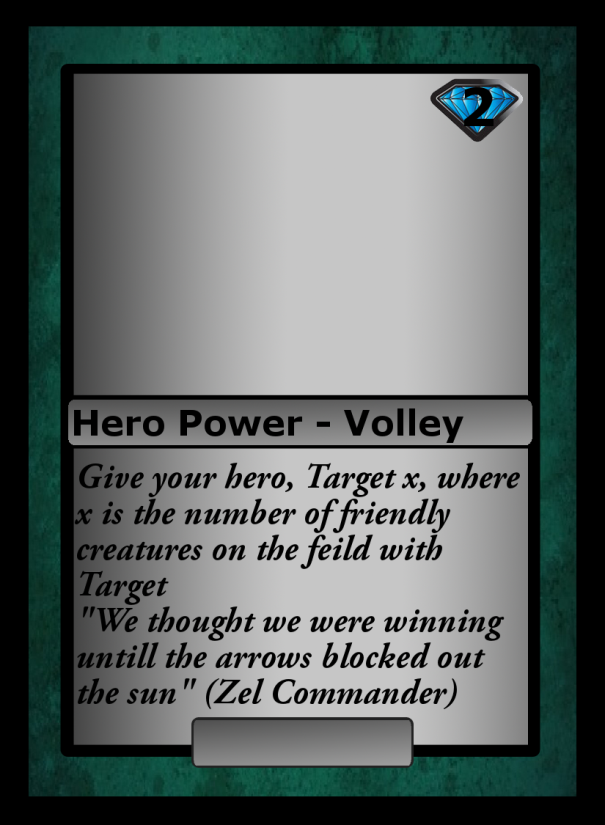 2
Hero Power - Volley
Give your hero, Target x, where
x is the number of friendly
creatures on the feild with
Target
"We thought we were winning
untill the arrows blocked out
the sun" (Zel Commander)